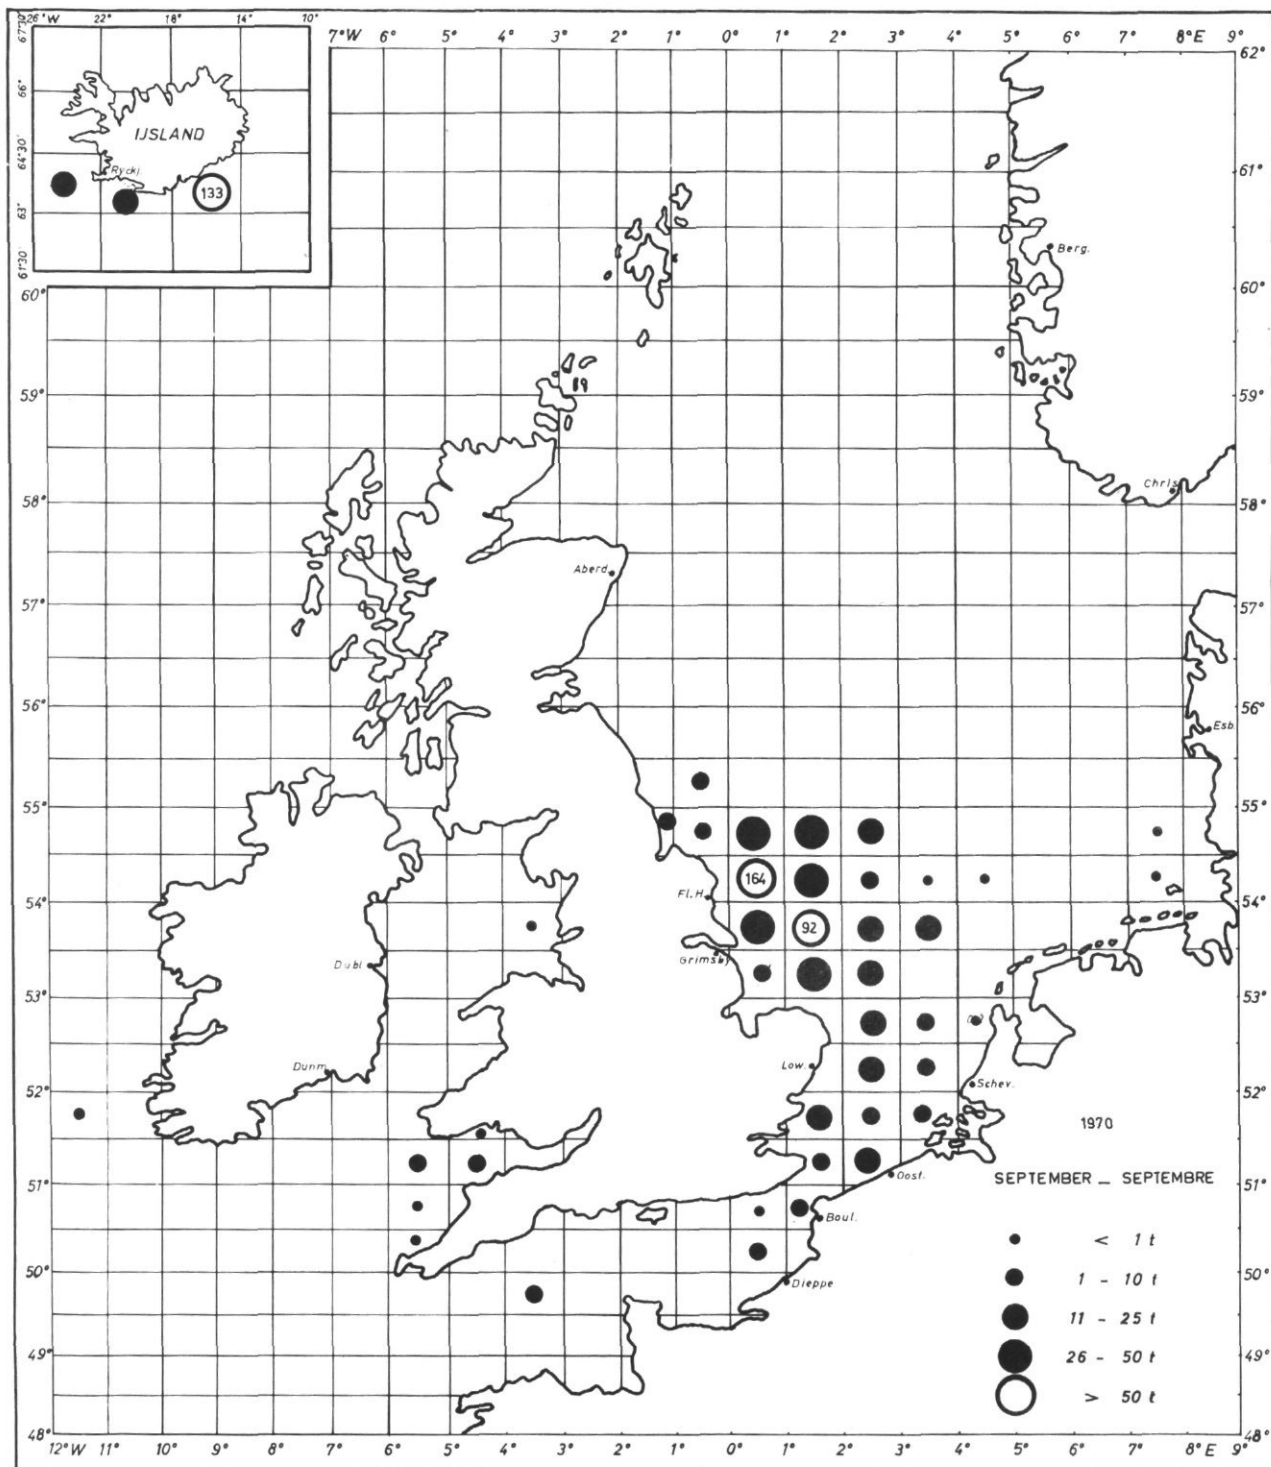 26°W 22° 18° 14° 10°
67°30'
66°
64°30'
63°
61°30'
IJSLAND
Ryckj.
133
7°W 6° 5° 4° 3° 2° 1° 0° 1° 2° 3° 4° 5° 6° 7° 8°E 9°
62°
61°
60° 60°
59° 59°
58° 58°
57° 57°
56° 56°
55° 55°
54° 54°
53° 53°
52° 52°
51° 51°
50° 50°
49° 49°
48° 48°
Berg.
Chris.
Aberd.
Esb.
164
Fl.H.
92
Dubl.
Grimsby
Dunm.
Low.
Schev.
1970
Oost.
Boul.
Dieppe
SEPTEMBER _ SEPTEMBRE
< 1 t
1 - 10 t
11 - 25 t
26 - 50 t
> 50 t
12°W 11° 10° 9° 8° 7° 6° 5° 4° 3° 2° 1° 0° 1° 2° 3° 4° 5° 6° 7° 8°E 9°